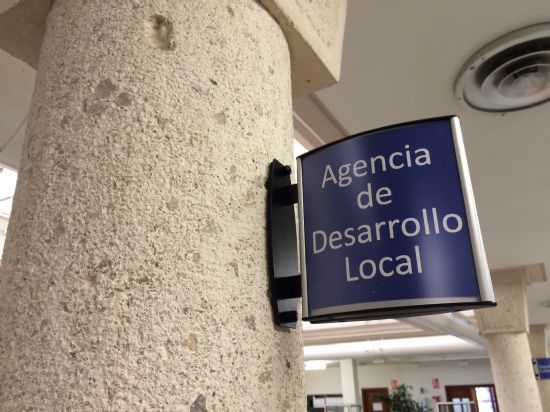 Agencia
de
Desarrollo
Local